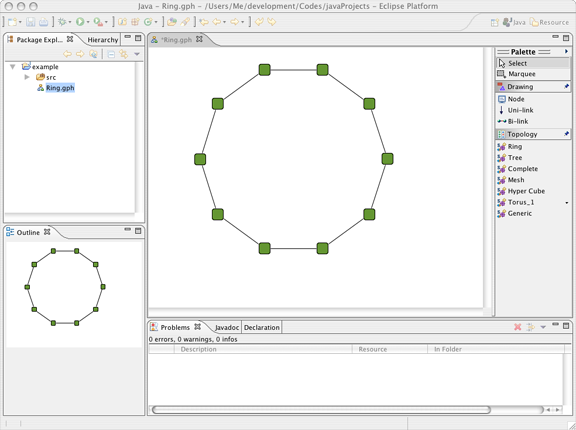 Java - Ring.gph - /Users/Me/development/Codes/javaProjects - Eclipse Platform
Java Resource
Package Expl... Hierarchy
example
src
Ring.gph
*Ring.gph
Palette
Select
Marquee
Drawing
Node
Uni-link
Bi-link
Topology
Ring
Tree
Complete
Mesh
Hyper Cube
Torus_1
Generic
Outline
Problems Javadoc Declaration
0 errors, 0 warnings, 0 infos
Description Resource In Folder